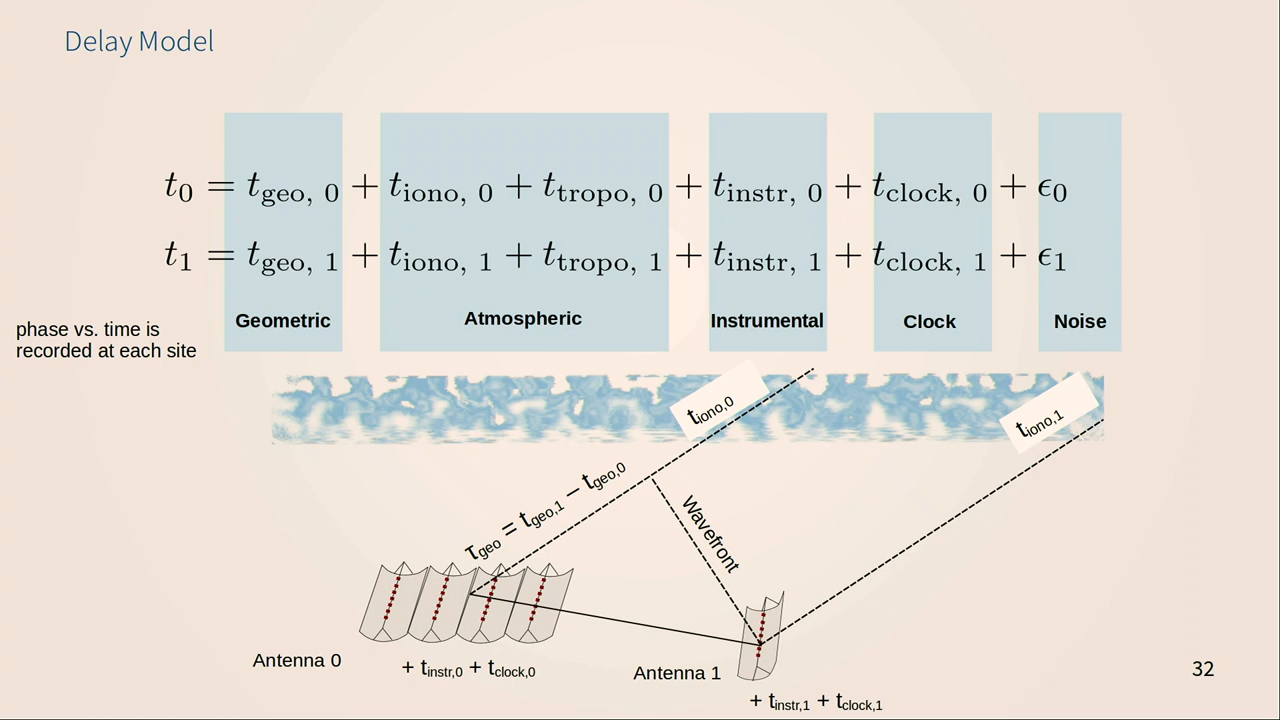 Delay Model
t₀ = t_geo, 0 + t_iono, 0 + t_tropo, 0 + t_instr, 0 + t_clock, 0 + ϵ₀
t₁ = t_geo, 1 + t_iono, 1 + t_tropo, 1 + t_instr, 1 + t_clock, 1 + ϵ₁
Geometric Atmospheric Instrumental Clock Noise
phase vs. time is
recorded at each site
t_iono,0
t_iono,1
τ_geo = t_geo,1 − t_geo,0
Wavefront
Antenna 0
+ t_instr,0 + t_clock,0
Antenna 1
+ t_instr,1 + t_clock,1
32